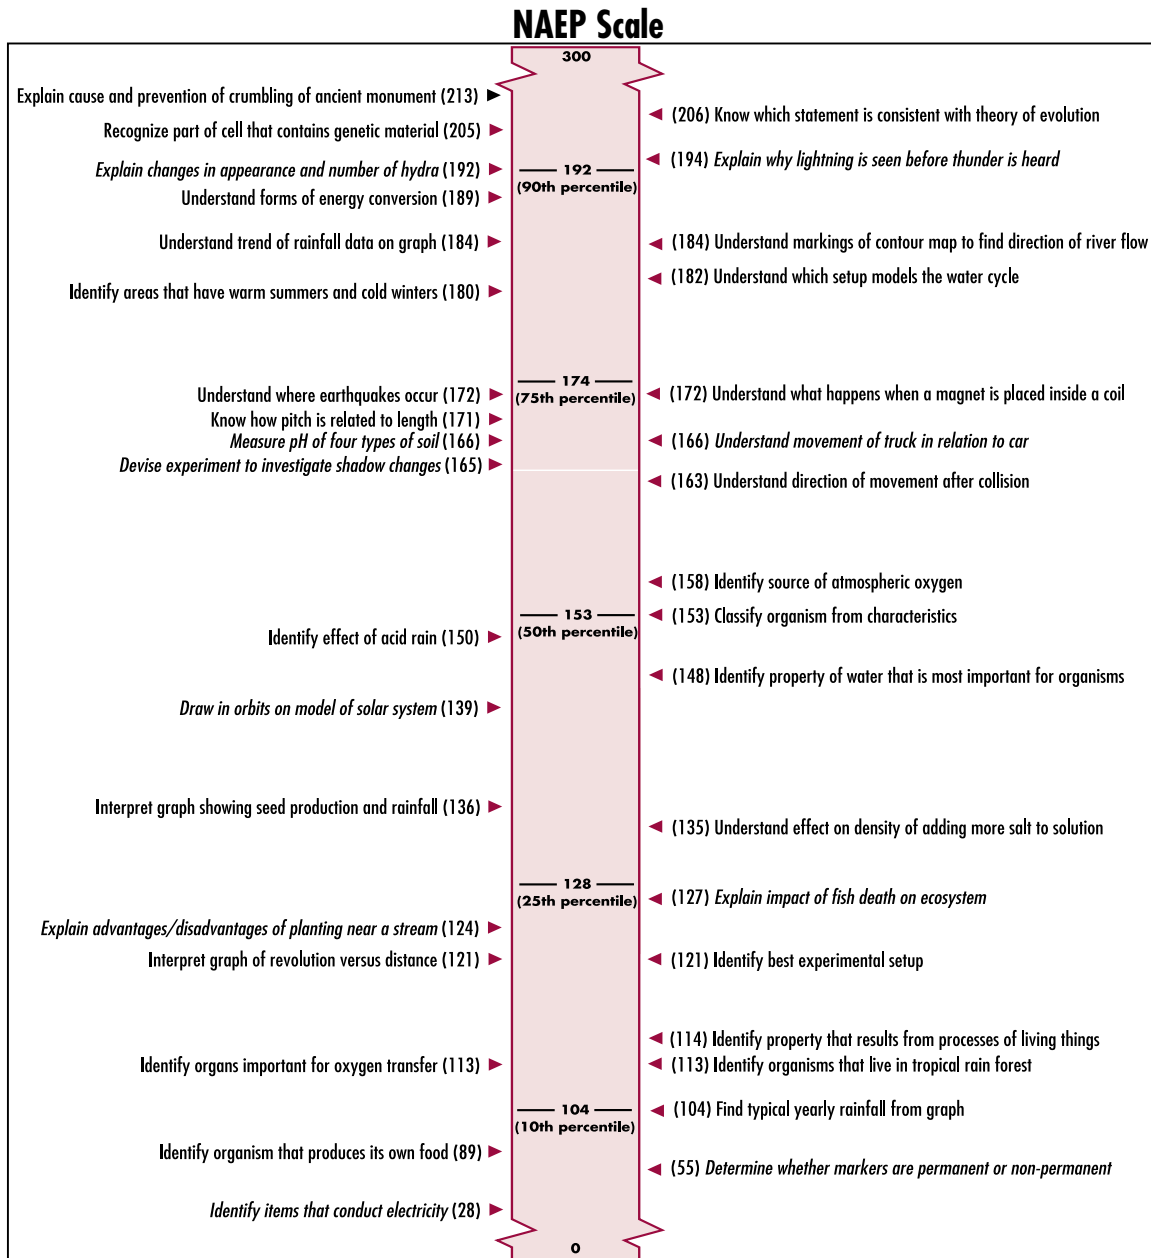 NAEP Scale
300
Explain cause and prevention of crumbling of ancient monument (213)
(206) Know which statement is consistent with theory of evolution
Recognize part of cell that contains genetic material (205)
(194) Explain why lightning is seen before thunder is heard
Explain changes in appearance and number of hydra (192)
192
(90th percentile)
Understand forms of energy conversion (189)
Understand trend of rainfall data on graph (184)
(184) Understand markings of contour map to find direction of river flow
(182) Understand which setup models the water cycle
Identify areas that have warm summers and cold winters (180)
174
(75th percentile)
Understand where earthquakes occur (172)
(172) Understand what happens when a magnet is placed inside a coil
Know how pitch is related to length (171)
Measure pH of four types of soil (166)
(166) Understand movement of truck in relation to car
Devise experiment to investigate shadow changes (165)
(163) Understand direction of movement after collision
(158) Identify source of atmospheric oxygen
153
(50th percentile)
(153) Classify organism from characteristics
Identify effect of acid rain (150)
(148) Identify property of water that is most important for organisms
Draw in orbits on model of solar system (139)
Interpret graph showing seed production and rainfall (136)
(135) Understand effect on density of adding more salt to solution
128
(25th percentile)
(127) Explain impact of fish death on ecosystem
Explain advantages/disadvantages of planting near a stream (124)
Interpret graph of revolution versus distance (121)
(121) Identify best experimental setup
(114) Identify property that results from processes of living things
Identify organs important for oxygen transfer (113)
(113) Identify organisms that live in tropical rain forest
104
(10th percentile)
(104) Find typical yearly rainfall from graph
Identify organism that produces its own food (89)
(55) Determine whether markers are permanent or non-permanent
Identify items that conduct electricity (28)
0